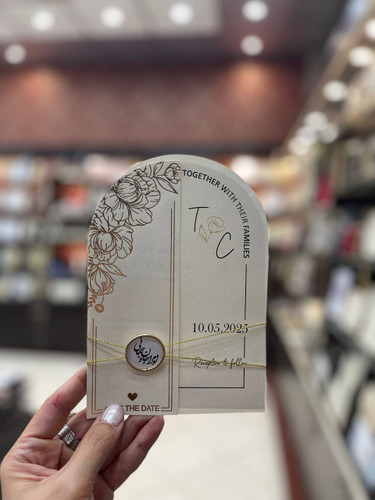 TOGETHER WITH THEIR FAMILIES
T
C
10.05.2025
Reception to follow
THE DATE